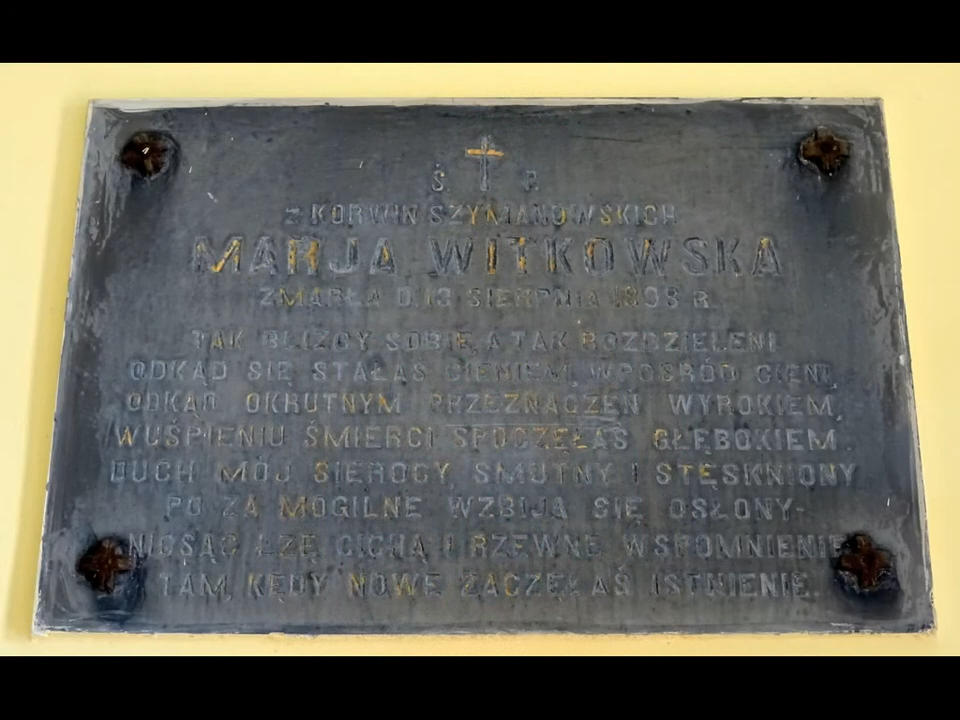 Ś. P.
Z KORWIN SZYMANOWSKICH
MARJA WITKOWSKA
ZMARŁA D. 13 SIERPNIA 1893 R.
TAK BLIZCY SOBIE, A TAK ROZDZIELENI
ODKĄD SIĘ STAŁAŚ CIENIEM, WPOŚRÓD CIENI,
ODKĄD OKRUTNYM PRZEZNACZEŃ WYROKIEM,
W UŚPIENIU ŚMIERCI SPOCZĘŁAŚ GŁĘBOKIEM.
DUCH MÓJ SIEROCY, SMUTNY I STĘSKNIONY
PO ZA MOGILNE WZBIJA SIĘ OSŁONY-
NIOSĄC ŁZĘ CICHĄ I RZEWNE WSPOMNIENIE
TAM, KĘDY NOWE ZACZĘŁAŚ ISTNIENIE.